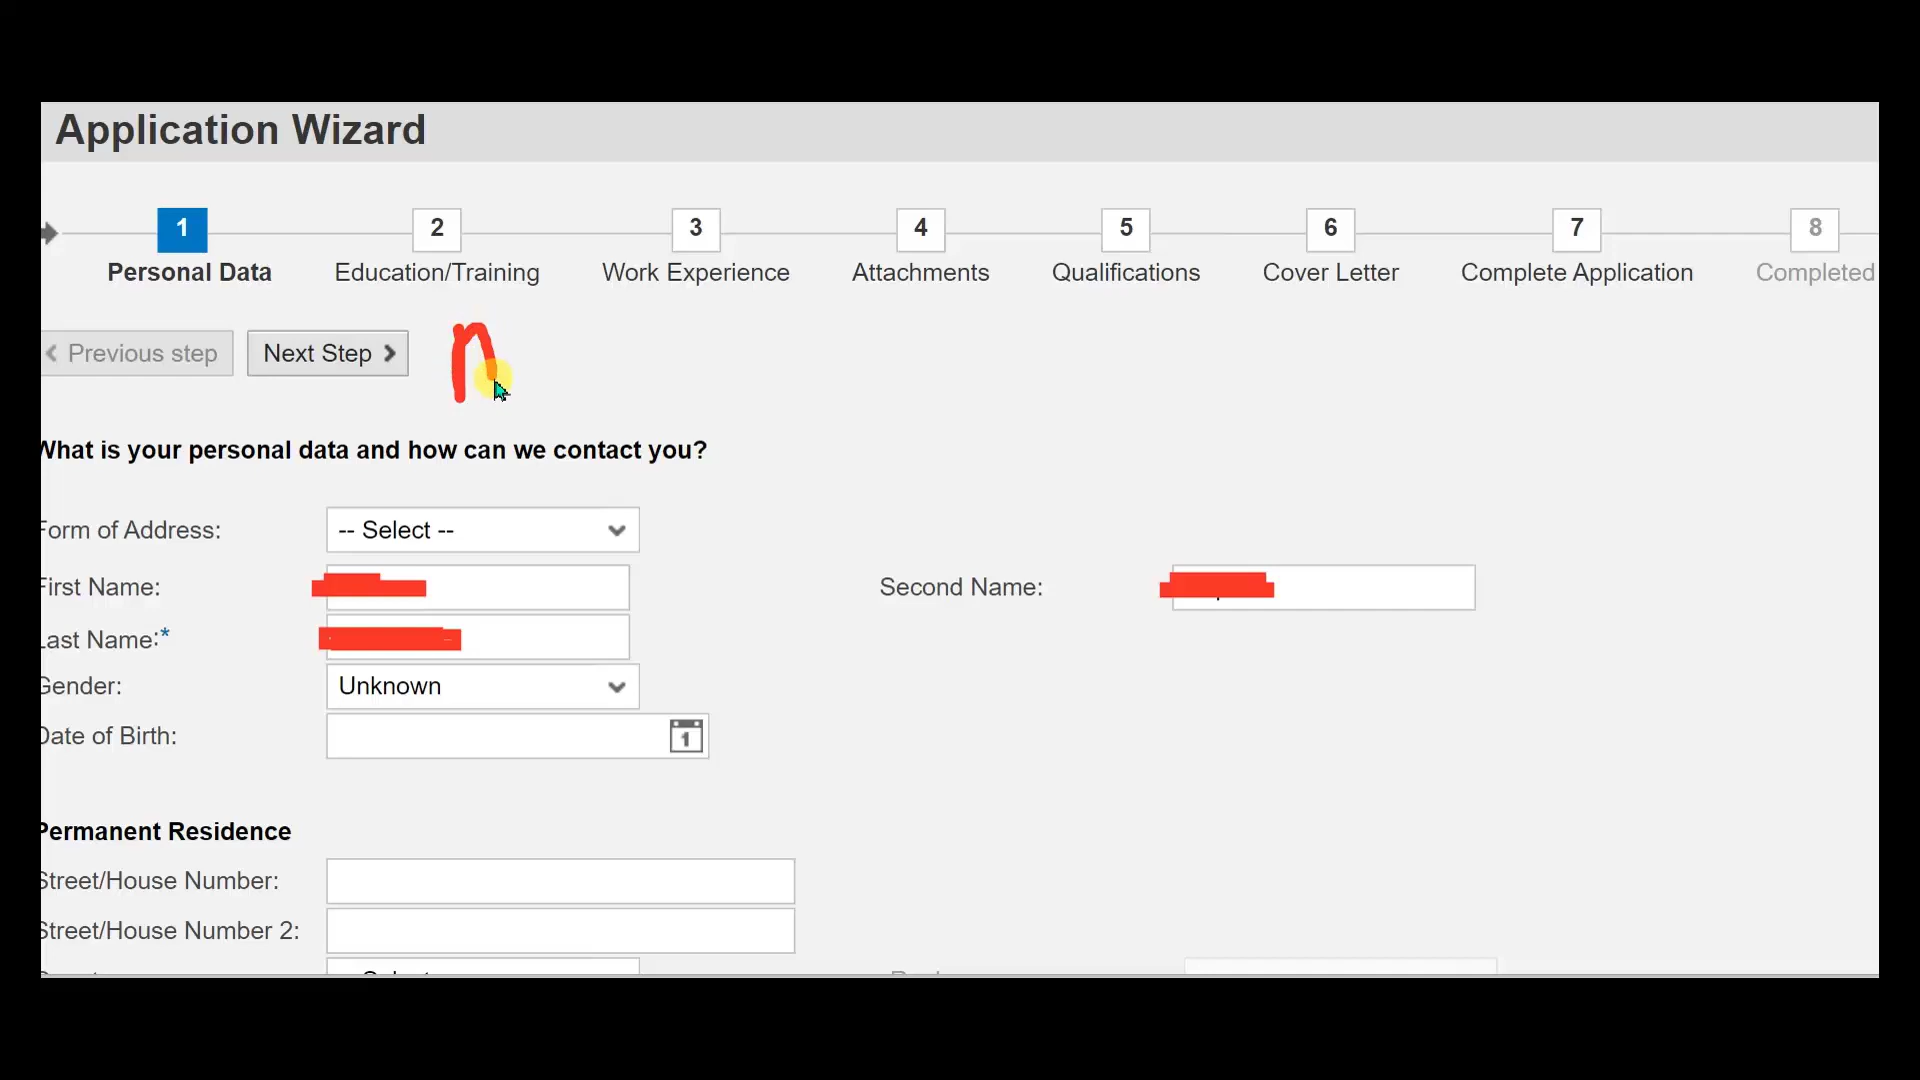 Application Wizard
1 2 3 4 5 6 7 8
Personal Data Education/Training Work Experience Attachments Qualifications Cover Letter Complete Application Completed
Previous step Next Step n
What is your personal data and how can we contact you?
Form of Address: -- Select --
First Name: Second Name:
Last Name:*
Gender: Unknown
Date of Birth: 1
Permanent Residence
Street/House Number:
Street/House Number 2: